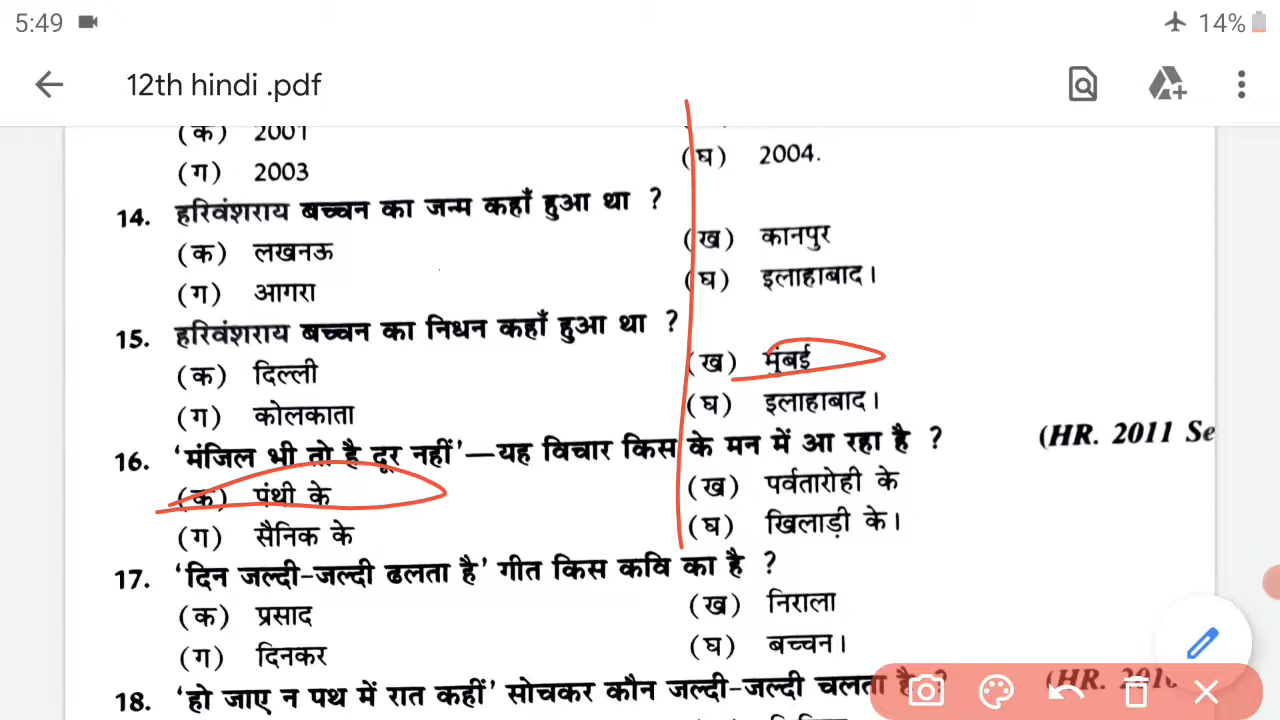 5:49 14%
12th hindi .pdf
(क) 2001
(ग) 2003 (घ) 2004.
14. हरिवंशराय बच्चन का जन्म कहाँ हुआ था ?
(क) लखनऊ (ख) कानपुर
(ग) आगरा (घ) इलाहाबाद।
15. हरिवंशराय बच्चन का निधन कहाँ हुआ था ?
(क) दिल्ली (ख) मुंबई
(ग) कोलकाता (घ) इलाहाबाद।
16. ‘मंजिल भी तो है दूर नहीं’—यह विचार किस के मन में आ रहा है ? (HR. 2011 Se
(क) पंथी के (ख) पर्वतारोही के
(ग) सैनिक के (घ) खिलाड़ी के।
17. ‘दिन जल्दी-जल्दी ढलता है’ गीत किस कवि का है ?
(क) प्रसाद (ख) निराला
(ग) दिनकर (घ) बच्चन।
18. ‘हो जाए न पथ में रात कहीं’ सोचकर कौन जल्दी-जल्दी चलता है ? (HR.